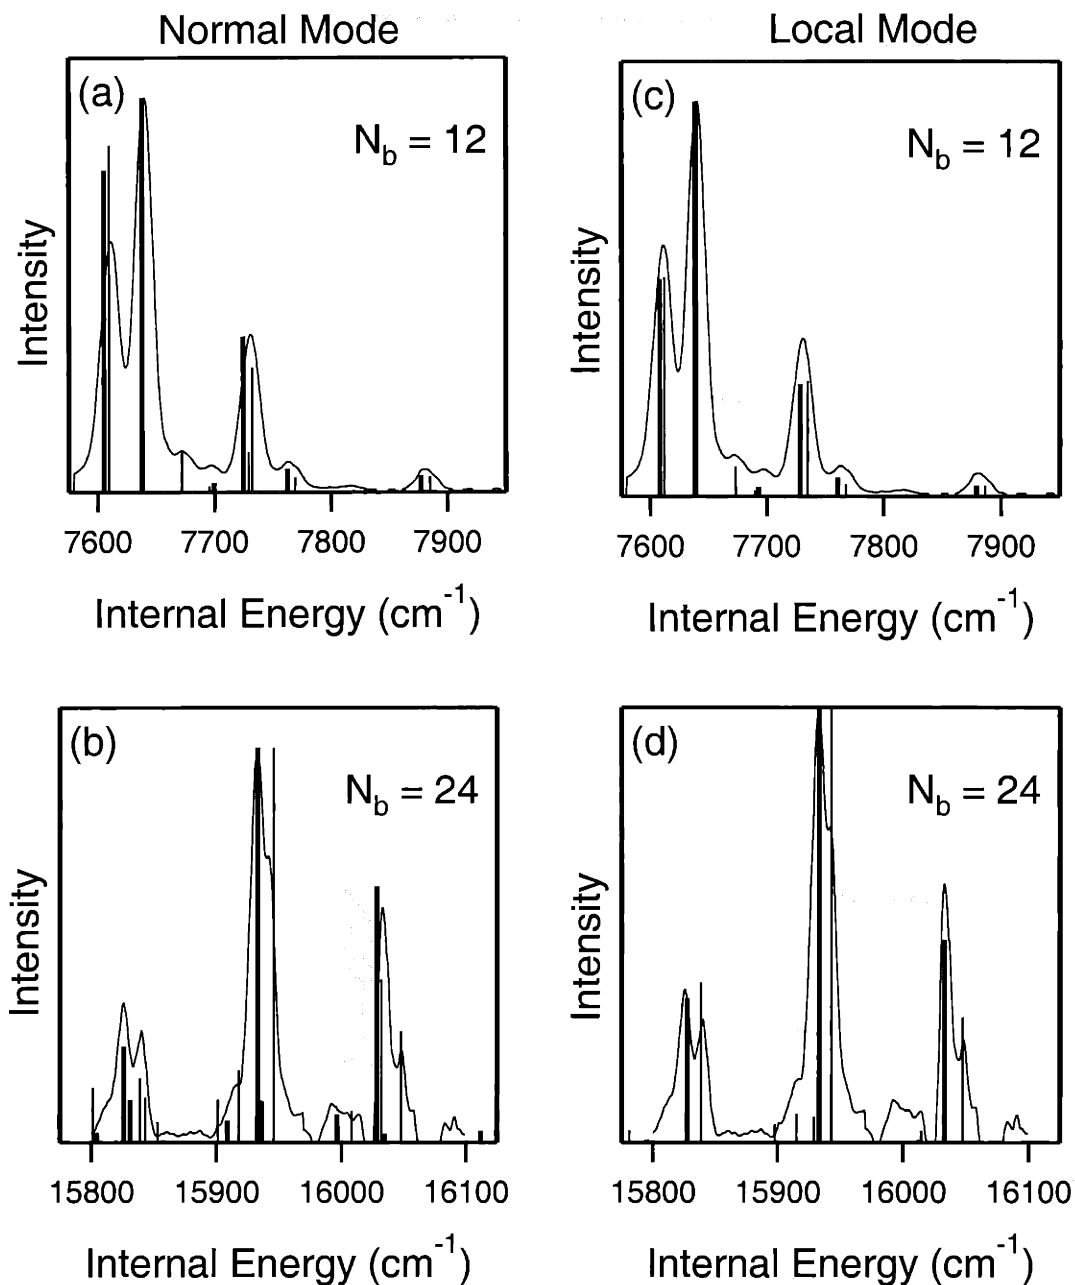 Normal Mode
(a)
N_b = 12
Intensity
7600 7700 7800 7900
Internal Energy (cm^-1)
Local Mode
(c)
N_b = 12
Intensity
7600 7700 7800 7900
Internal Energy (cm^-1)
(b)
N_b = 24
Intensity
15800 15900 16000 16100
Internal Energy (cm^-1)
(d)
N_b = 24
Intensity
15800 15900 16000 16100
Internal Energy (cm^-1)